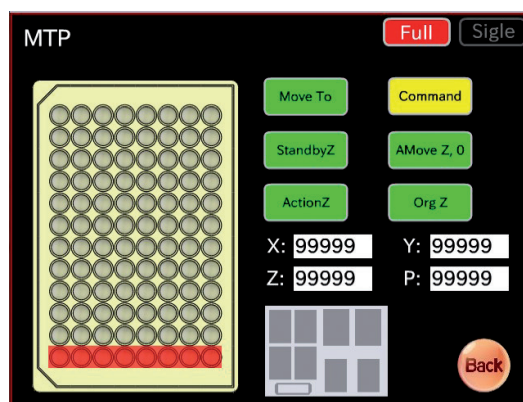 MTP
Full Sigle
Move To Command
StandbyZ AMove Z, 0
ActionZ Org Z
X: 99999 Y: 99999
Z: 99999 P: 99999
Back